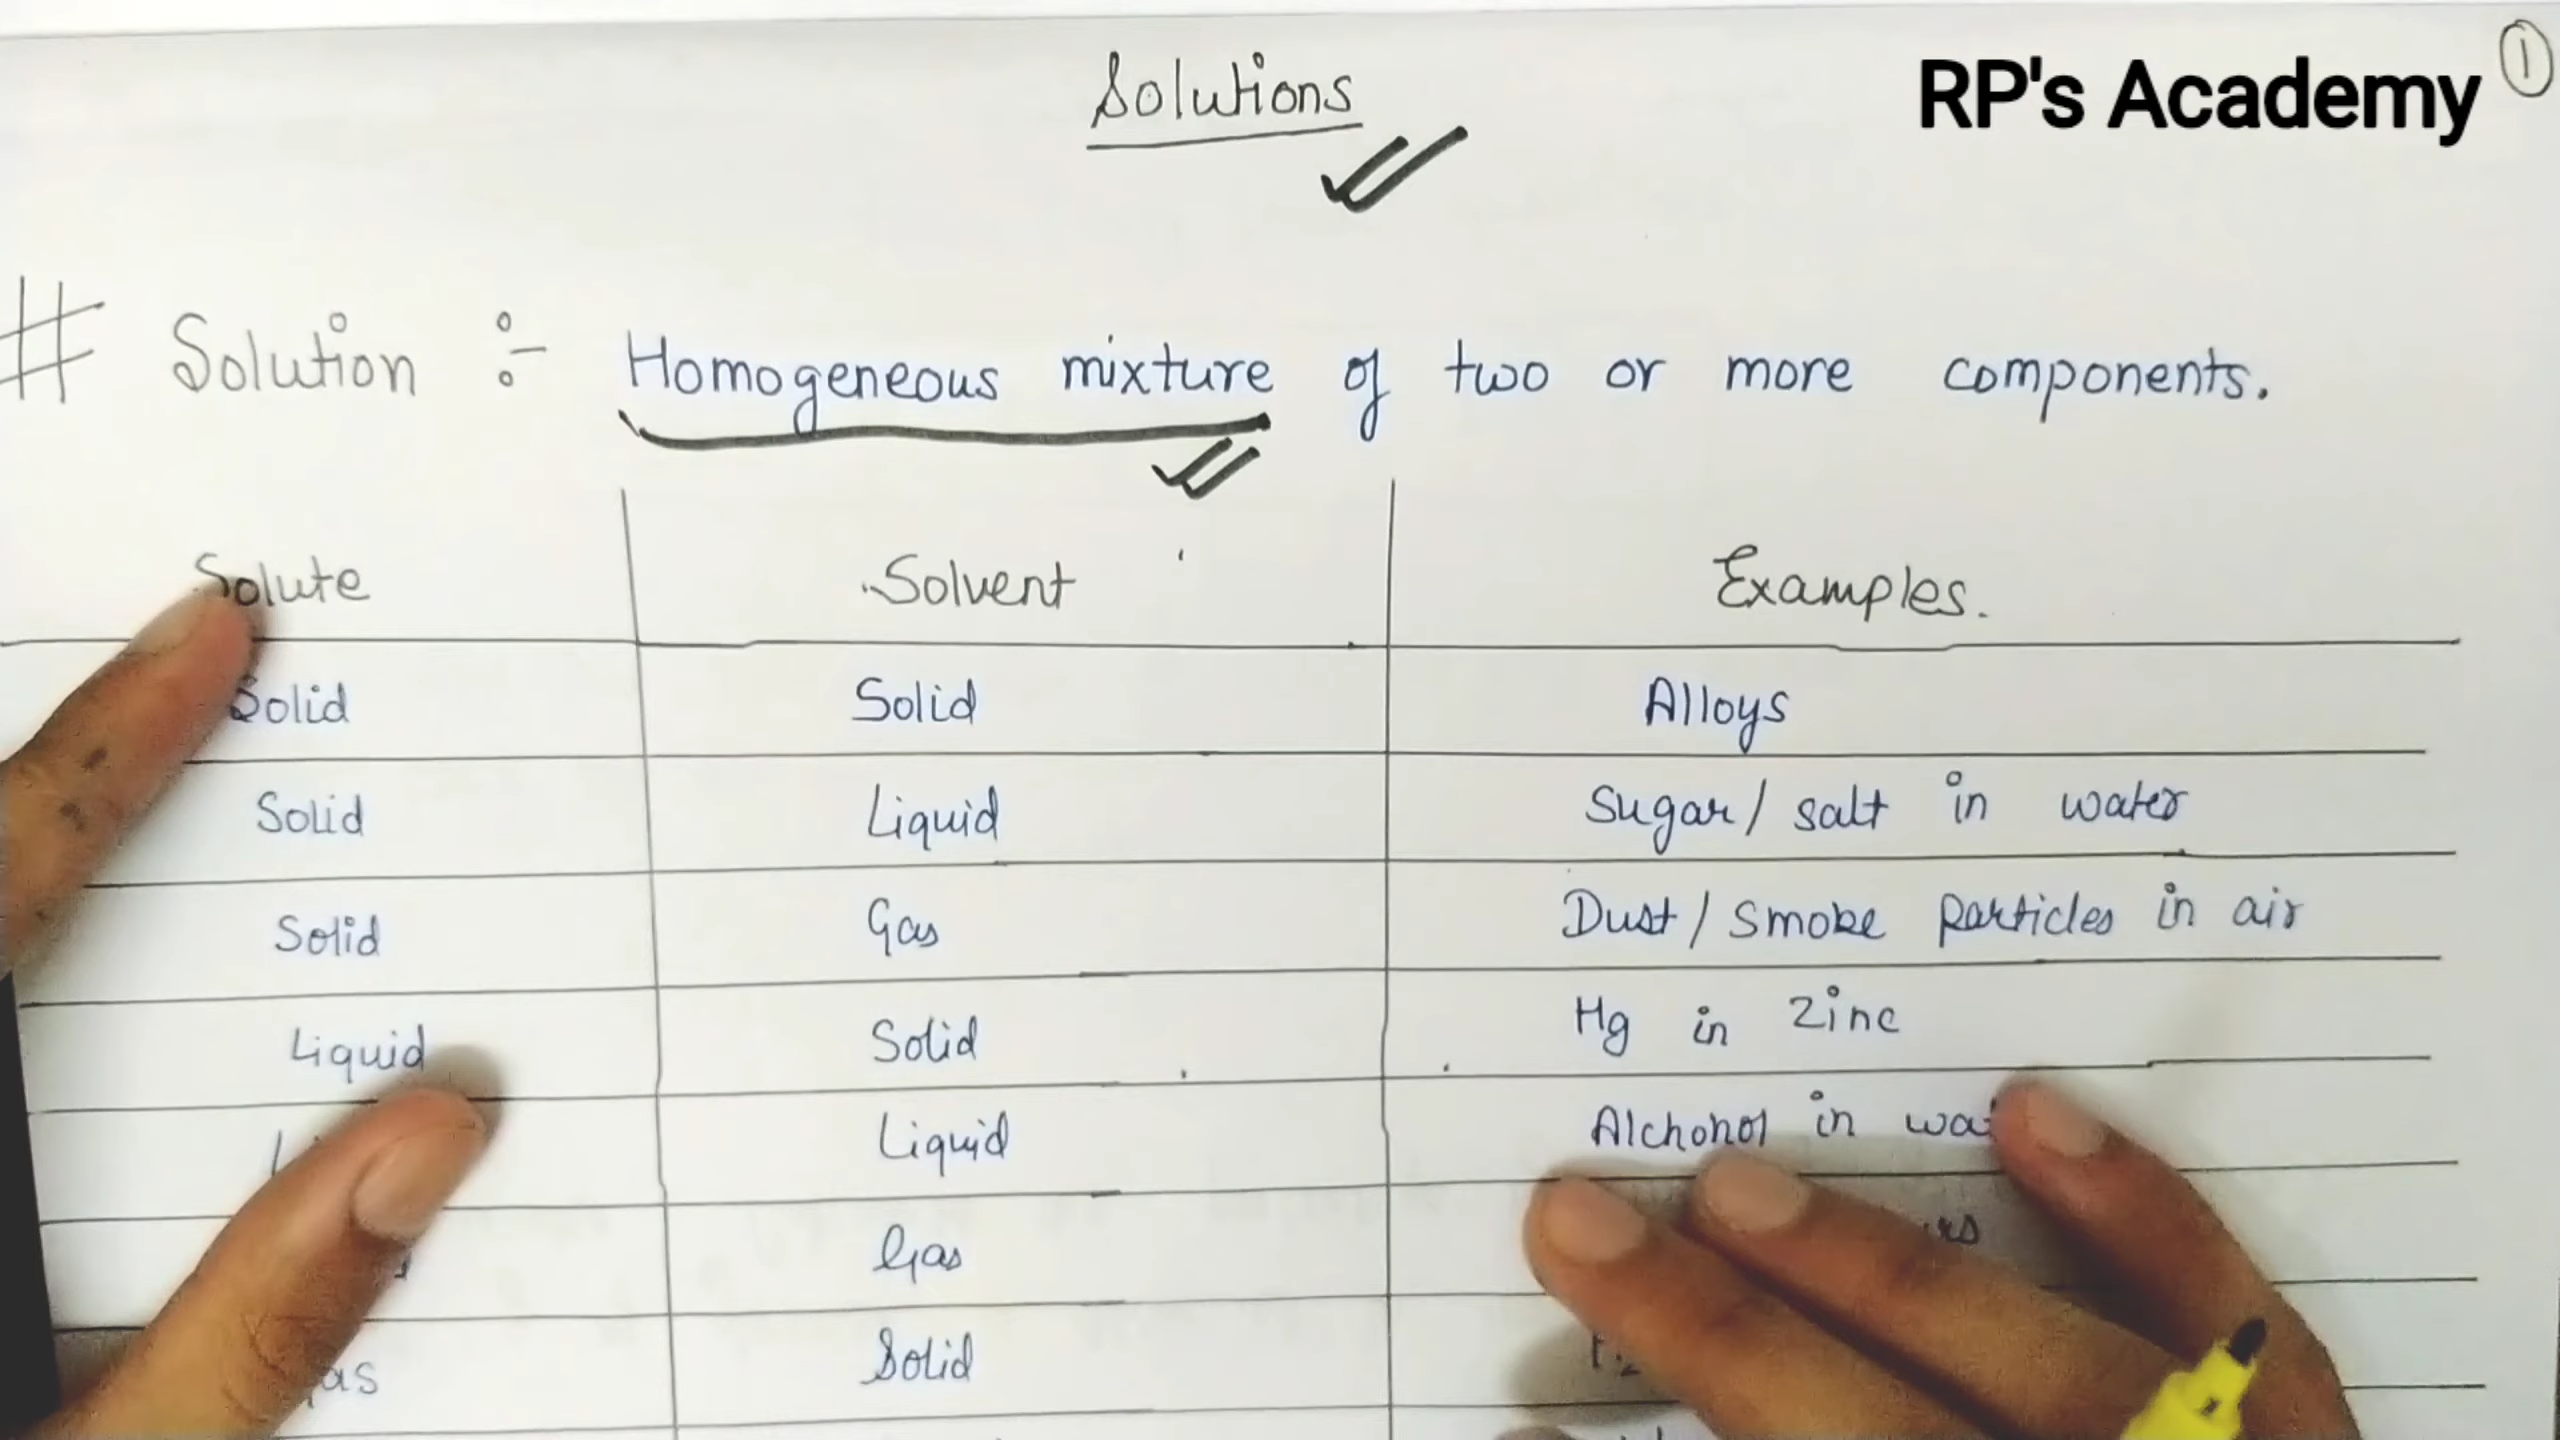 Solutions
RP's Academy
1
# Solution :- Homogeneous mixture of two or more components.
Solute Solvent Examples.
Solid Solid Alloys
Solid Liquid Sugar/ salt in water
Solid Gas Dust/ smoke particles in air
Liquid Solid Hg in Zinc
Liquid Alchohol in
Gas
Solid